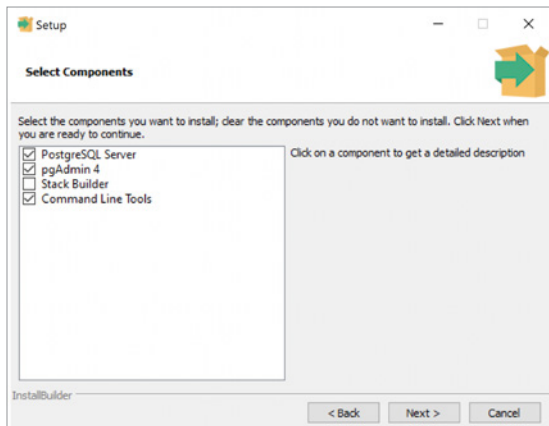 Setup
Select Components
Select the components you want to install; clear the components you do not want to install. Click Next when
you are ready to continue.
PostgreSQL Server
pgAdmin 4
Stack Builder
Command Line Tools
Click on a component to get a detailed description
InstallBuilder
< Back
Next >
Cancel